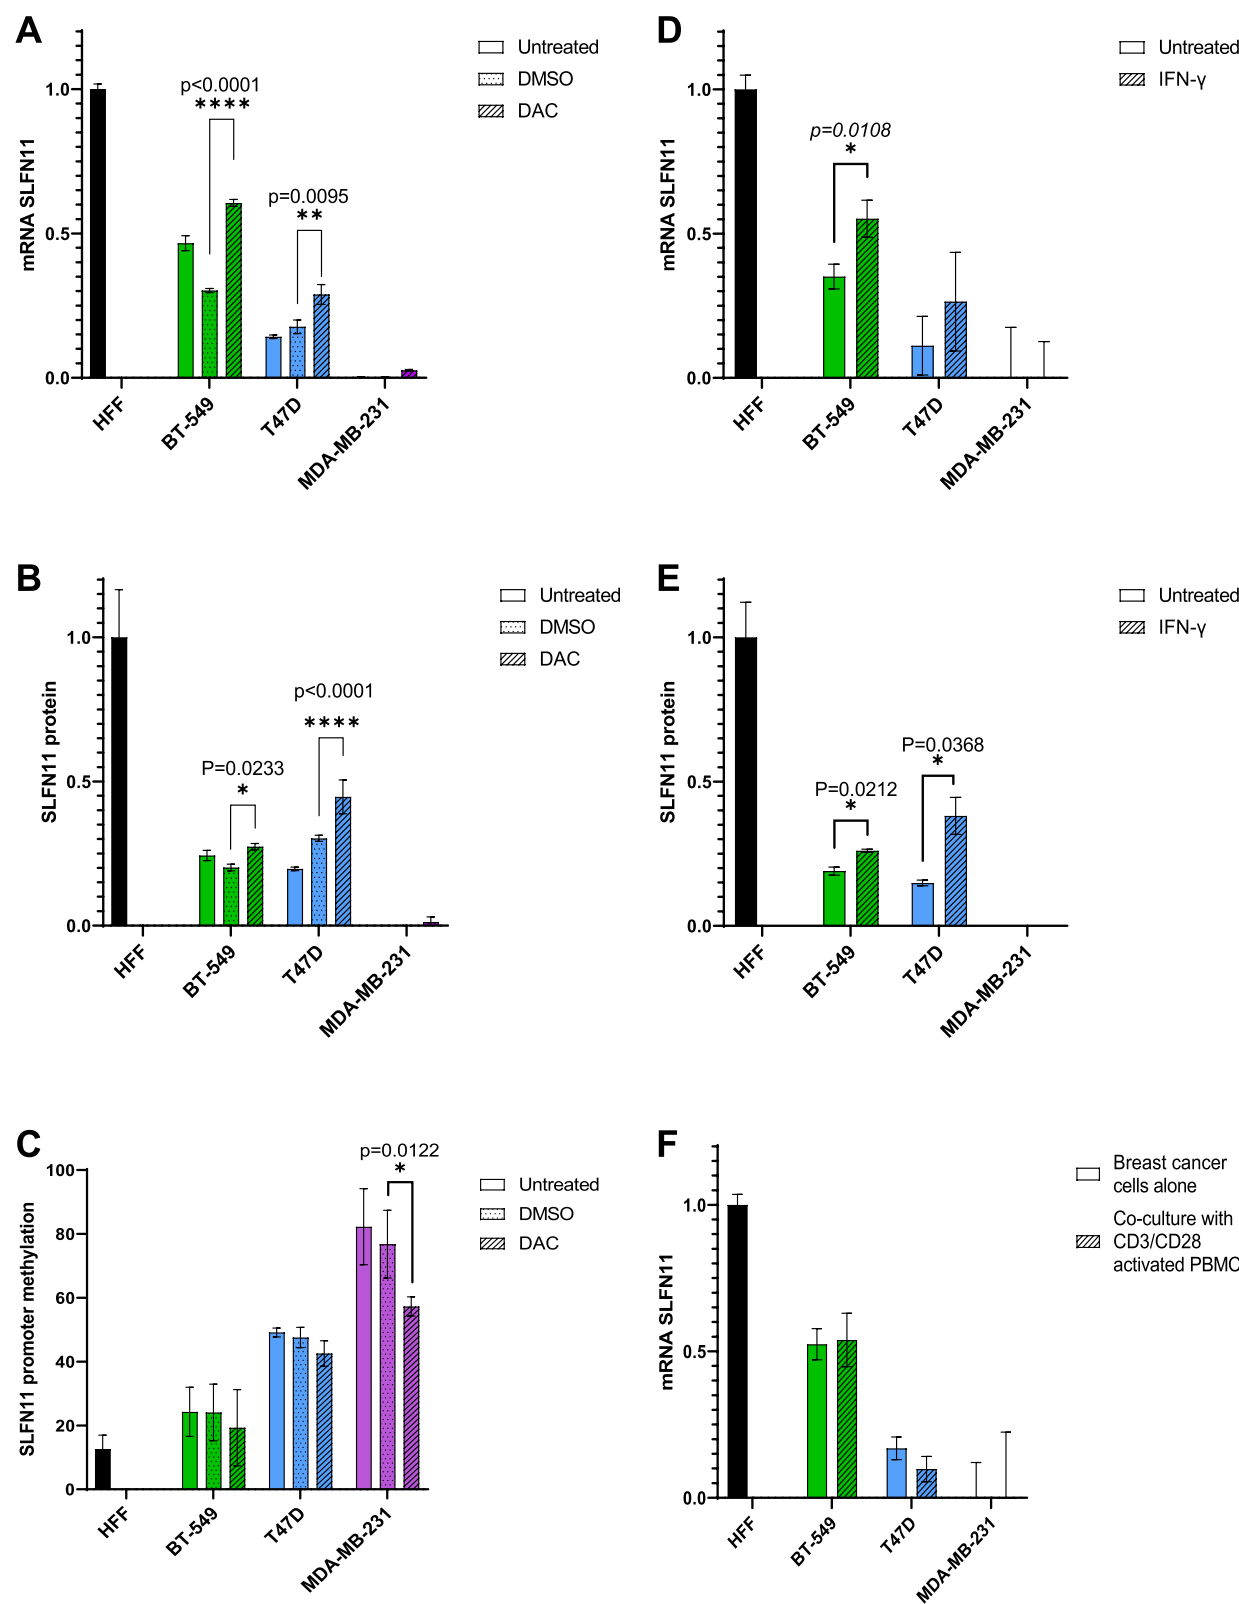 A
Untreated
DMSO
DAC
p<0.0001
****
p=0.0095
**
mRNA SLFN11
1.0
0.5
0.0
HFF
BT-549
T47D
MDA-MB-231
D
Untreated
IFN-γ
p=0.0108
*
mRNA SLFN11
1.0
0.5
0.0
HFF
BT-549
T47D
MDA-MB-231
B
Untreated
DMSO
DAC
p<0.0001
****
P=0.0233
*
SLFN11 protein
1.0
0.5
0.0
HFF
BT-549
T47D
MDA-MB-231
E
Untreated
IFN-γ
P=0.0368
*
P=0.0212
*
SLFN11 protein
1.0
0.5
0.0
HFF
BT-549
T47D
MDA-MB-231
C
p=0.0122
*
Untreated
DMSO
DAC
SLFN11 promoter methylation
100
80
60
40
20
0
HFF
BT-549
T47D
MDA-MB-231
F
Breast cancer
cells alone
Co-culture with
CD3/CD28
activated PBMC
mRNA SLFN11
1.0
0.5
0.0
HFF
BT-549
T47D
MDA-MB-231